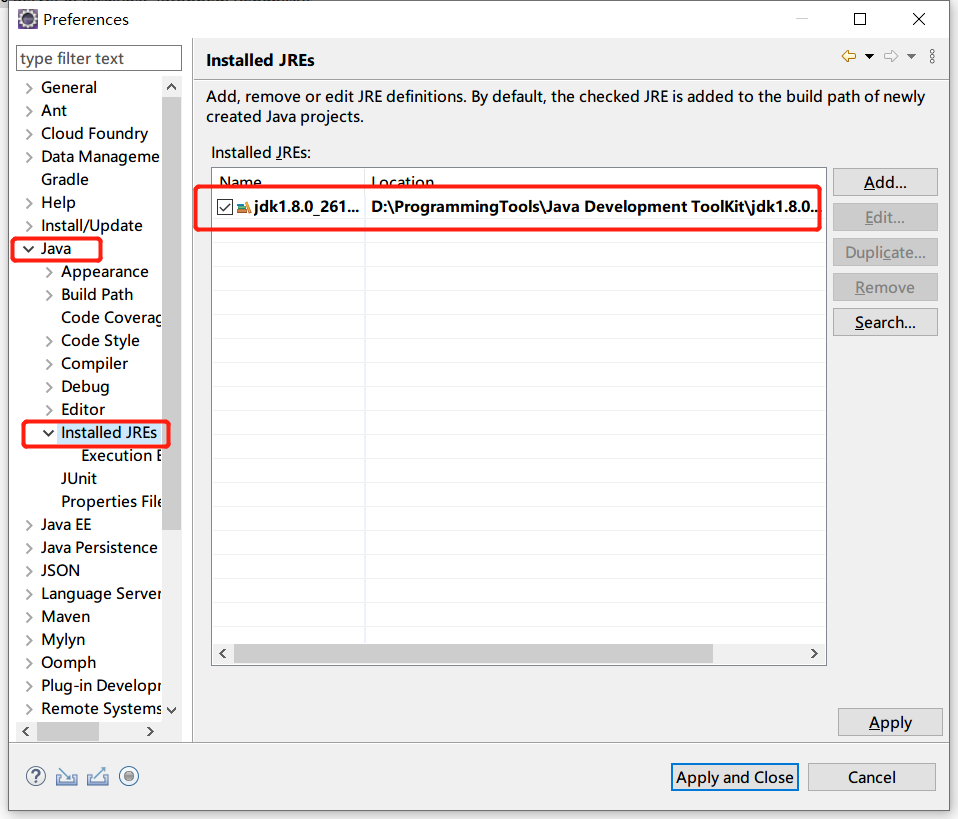 Preferences
type filter text
General
Ant
Cloud Foundry
Data Manageme
Gradle
Help
Install/Update
Java
Appearance
Build Path
Code Coverag
Code Style
Compiler
Debug
Editor
Installed JREs
Execution E
JUnit
Properties File
Java EE
Java Persistence
JSON
Language Server
Maven
Mylyn
Oomph
Plug-in Developr
Remote Systems
Installed JREs
Add, remove or edit JRE definitions. By default, the checked JRE is added to the build path of newly
created Java projects.
Installed JREs:
Name Location
jdk1.8.0_261... D:\ProgrammingTools\Java Development ToolKit\jdk1.8.0...
Add...
Edit...
Duplicate...
Remove
Search...
Apply
Apply and Close Cancel